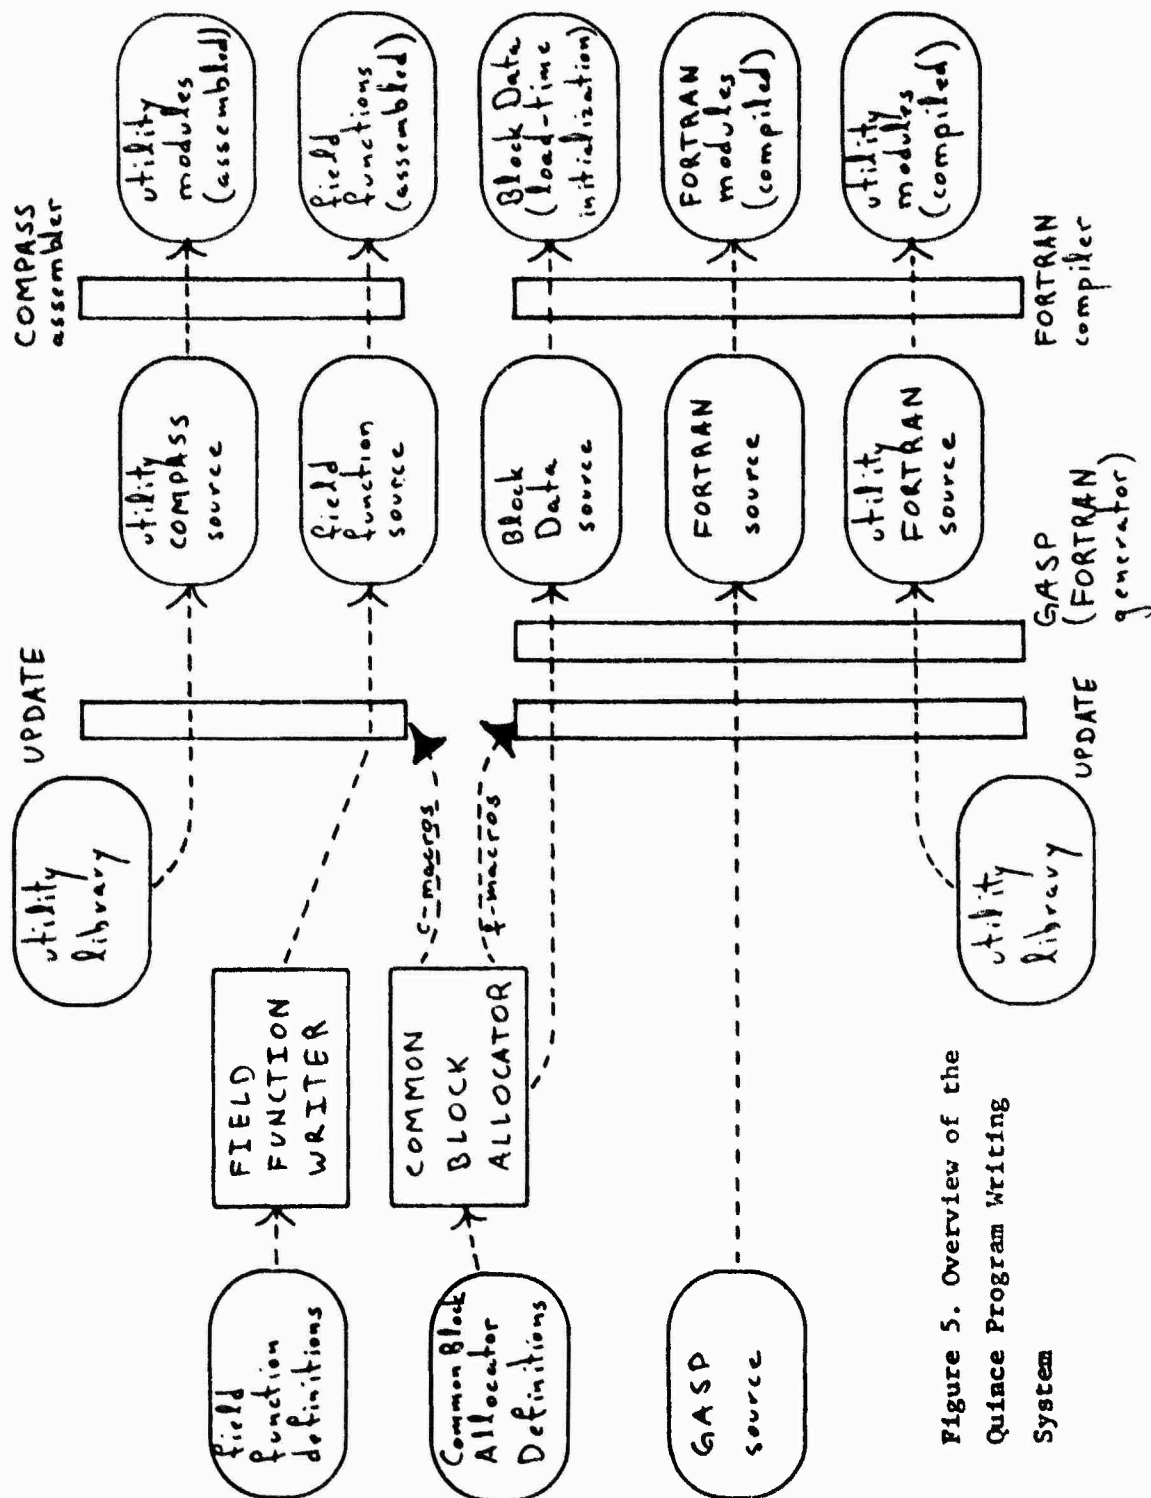 field
function
definitions
Common Block
Allocator
Definitions
GASP
source
FIELD
FUNCTION
WRITER
COMMON
BLOCK
ALLOCATOR
utility
library
c-macros
f-macros
utility
library
UPDATE
UPDATE
GASP
(FORTRAN
generator)
utility
COMPASS
source
field
function
source
Block
Data
source
FORTRAN
source
utility
FORTRAN
source
COMPASS
assembler
FORTRAN
compiler
utility
modules
(assembled)
field
functions
(assembled)
Block Data
(load-time
initialization)
FORTRAN
modules
(compiled)
utility
modules
(compiled)
Figure 5. Overview of the
Quince Program Writing
System